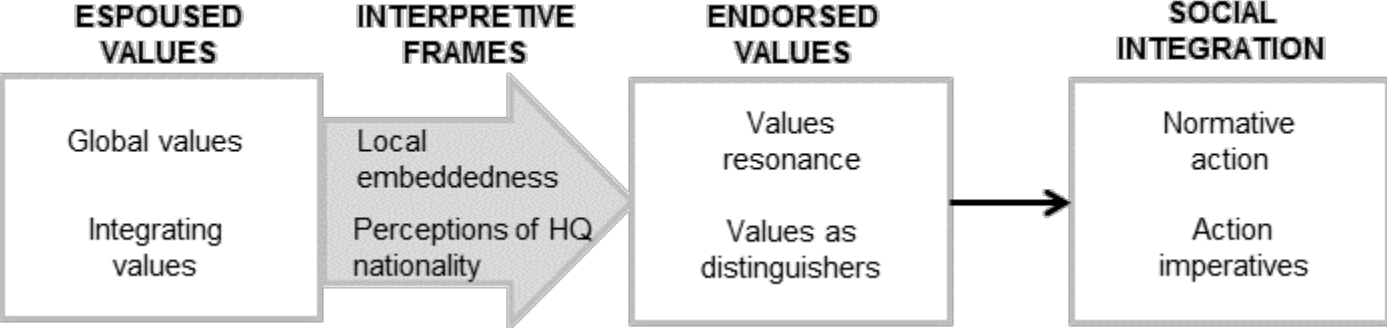 ESPOUSED
VALUES
INTERPRETIVE
FRAMES
ENDORSED
VALUES
SOCIAL
INTEGRATION
Global values
Integrating
values
Local
embeddedness
Perceptions of HQ
nationality
Values
resonance
Values as
distinguishers
Normative
action
Action
imperatives